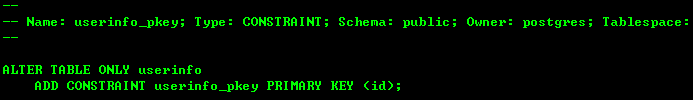 --
-- Name: userinfo_pkey; Type: CONSTRAINT; Schema: public; Owner: postgres; Tablespace:
--
ALTER TABLE ONLY userinfo
    ADD CONSTRAINT userinfo_pkey PRIMARY KEY (id);